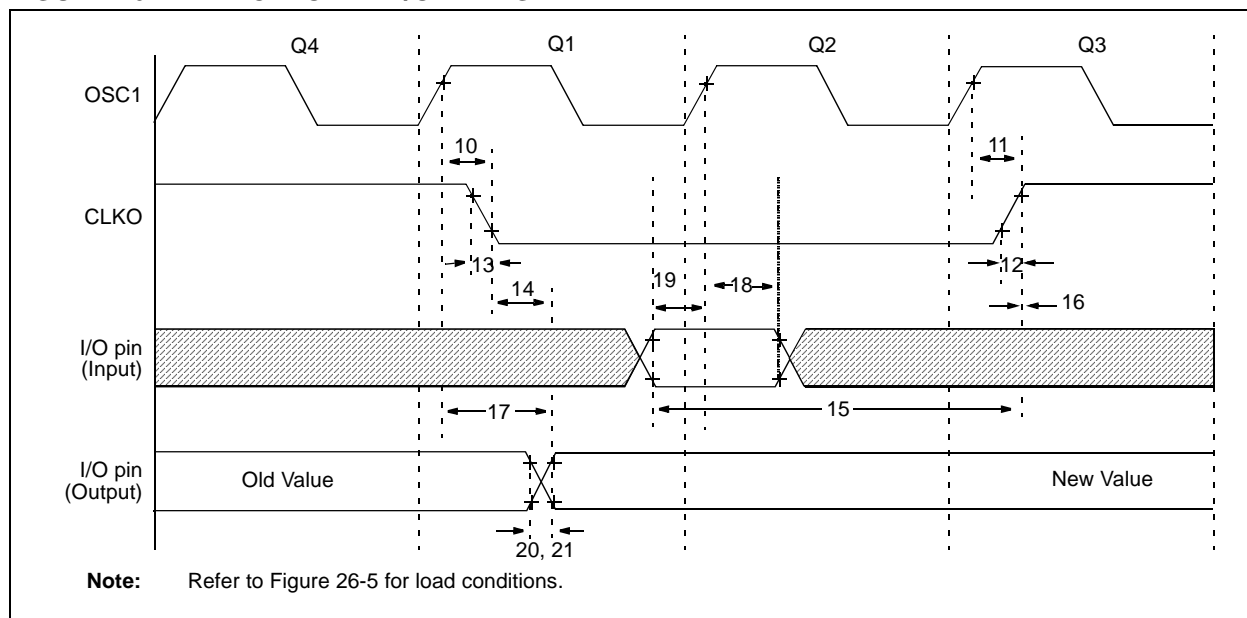 Q4
Q1
Q2
Q3
OSC1
10
11
CLKO
13
12
14
19
18
16
I/O pin
(Input)
17
15
I/O pin
(Output)
Old Value
New Value
20, 21
Note: Refer to Figure 26-5 for load conditions.